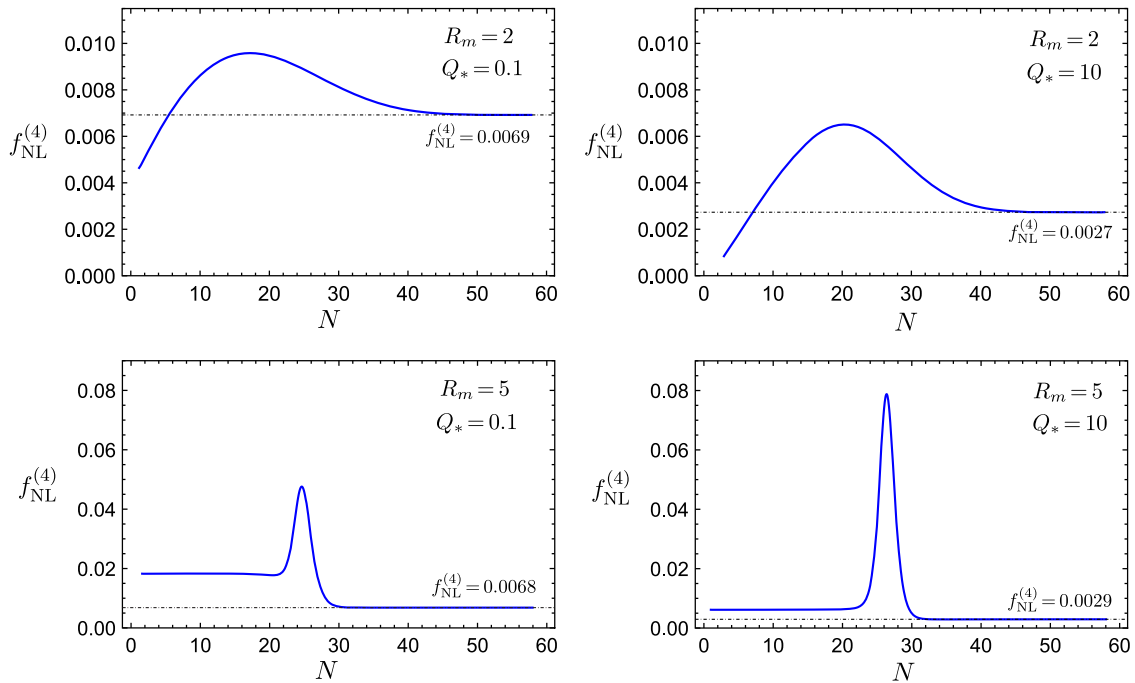 0.010
0.008
0.006
0.004
0.002
0.000
f_NL^(4)
R_m = 2
Q_* = 0.1
f_NL^(4) = 0.0069
0 10 20 30 40 50 60
N
0.010
0.008
0.006
0.004
0.002
0.000
f_NL^(4)
R_m = 2
Q_* = 10
f_NL^(4) = 0.0027
0 10 20 30 40 50 60
N
0.08
0.06
0.04
0.02
0.00
f_NL^(4)
R_m = 5
Q_* = 0.1
f_NL^(4) = 0.0068
0 10 20 30 40 50 60
N
0.08
0.06
0.04
0.02
0.00
f_NL^(4)
R_m = 5
Q_* = 10
f_NL^(4) = 0.0029
0 10 20 30 40 50 60
N